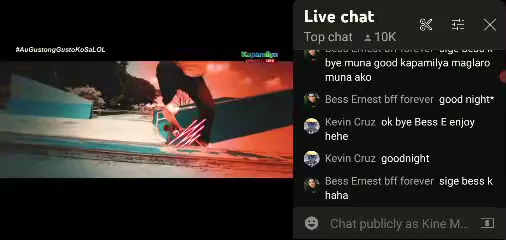 #AuGustongGustoKoSaLOL
Kapamilya
Live chat
Top chat 10K
Bess Ernest bff forever sige bess k
bye muna good kapamilya maglaro
muna ako
Bess Ernest bff forever good night*
Kevin Cruz ok bye Bess E enjoy
hehe
Kevin Cruz goodnight
Bess Ernest bff forever sige bess k
haha
Chat publicly as Kine M...